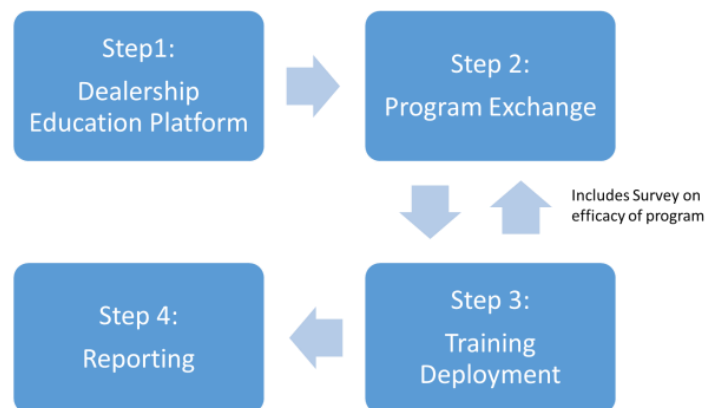 Step1:
Dealership
Education Platform
Step 2:
Program Exchange
Includes Survey on
efficacy of program
Step 3:
Training
Deployment
Step 4:
Reporting